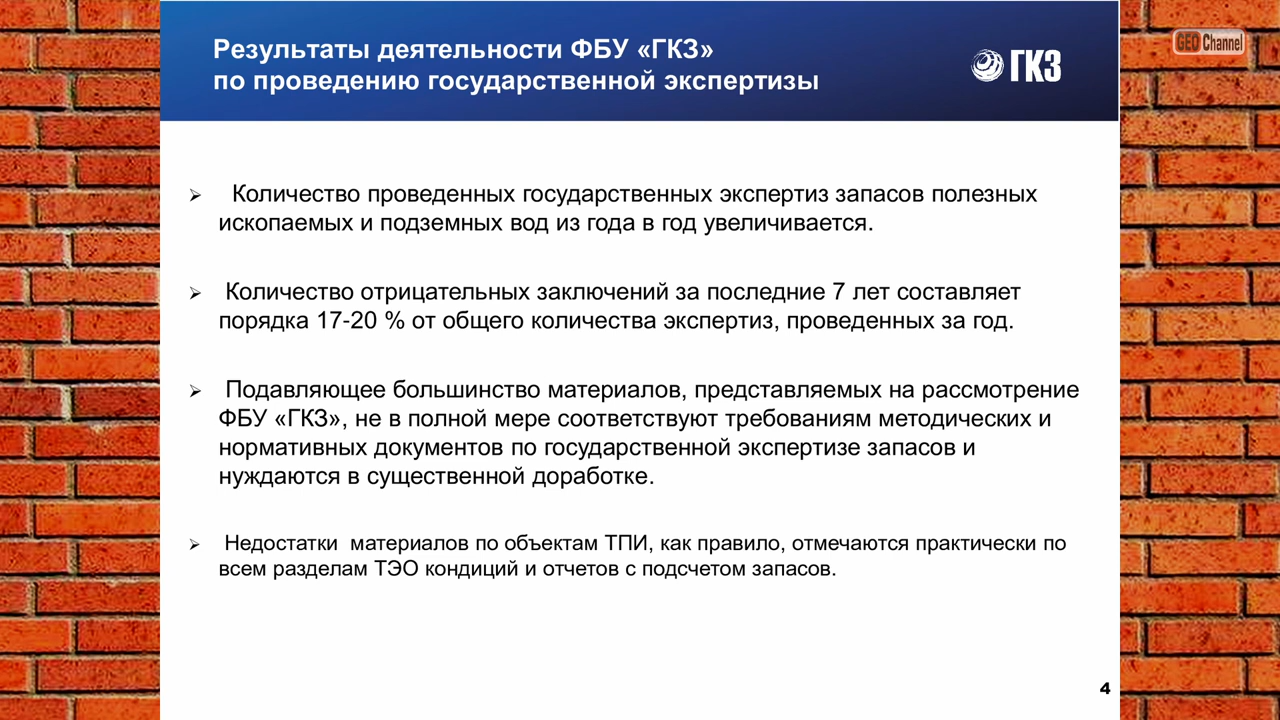 Результаты деятельности ФБУ «ГКЗ»
по проведению государственной экспертизы
ГКЗ
GEO Channel
Количество проведенных государственных экспертиз запасов полезных
ископаемых и подземных вод из года в год увеличивается.
Количество отрицательных заключений за последние 7 лет составляет
порядка 17-20 % от общего количества экспертиз, проведенных за год.
Подавляющее большинство материалов, представляемых на рассмотрение
ФБУ «ГКЗ», не в полной мере соответствуют требованиям методических и
нормативных документов по государственной экспертизе запасов и
нуждаются в существенной доработке.
Недостатки материалов по объектам ТПИ, как правило, отмечаются практически по
всем разделам ТЭО кондиций и отчетов с подсчетом запасов.
4